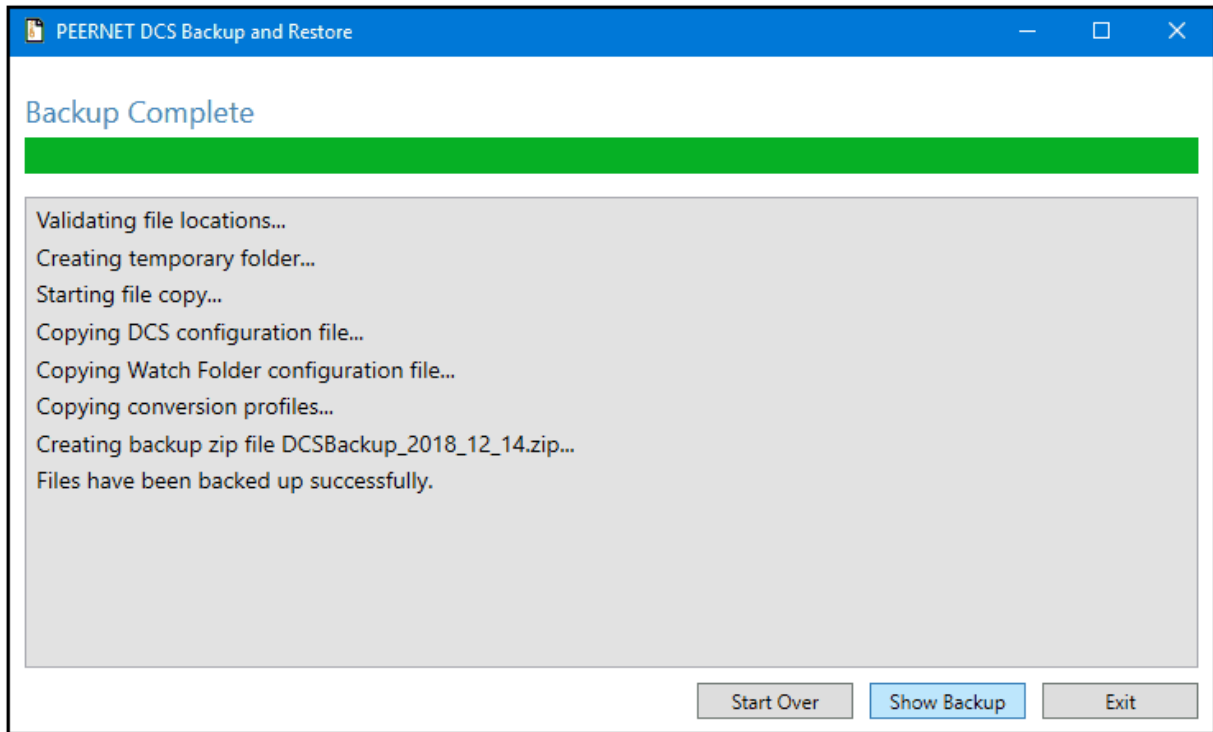 PEERNET DCS Backup and Restore
Backup Complete
Validating file locations...
Creating temporary folder...
Starting file copy...
Copying DCS configuration file...
Copying Watch Folder configuration file...
Copying conversion profiles...
Creating backup zip file DCSBackup_2018_12_14.zip...
Files have been backed up successfully.
Start Over Show Backup Exit